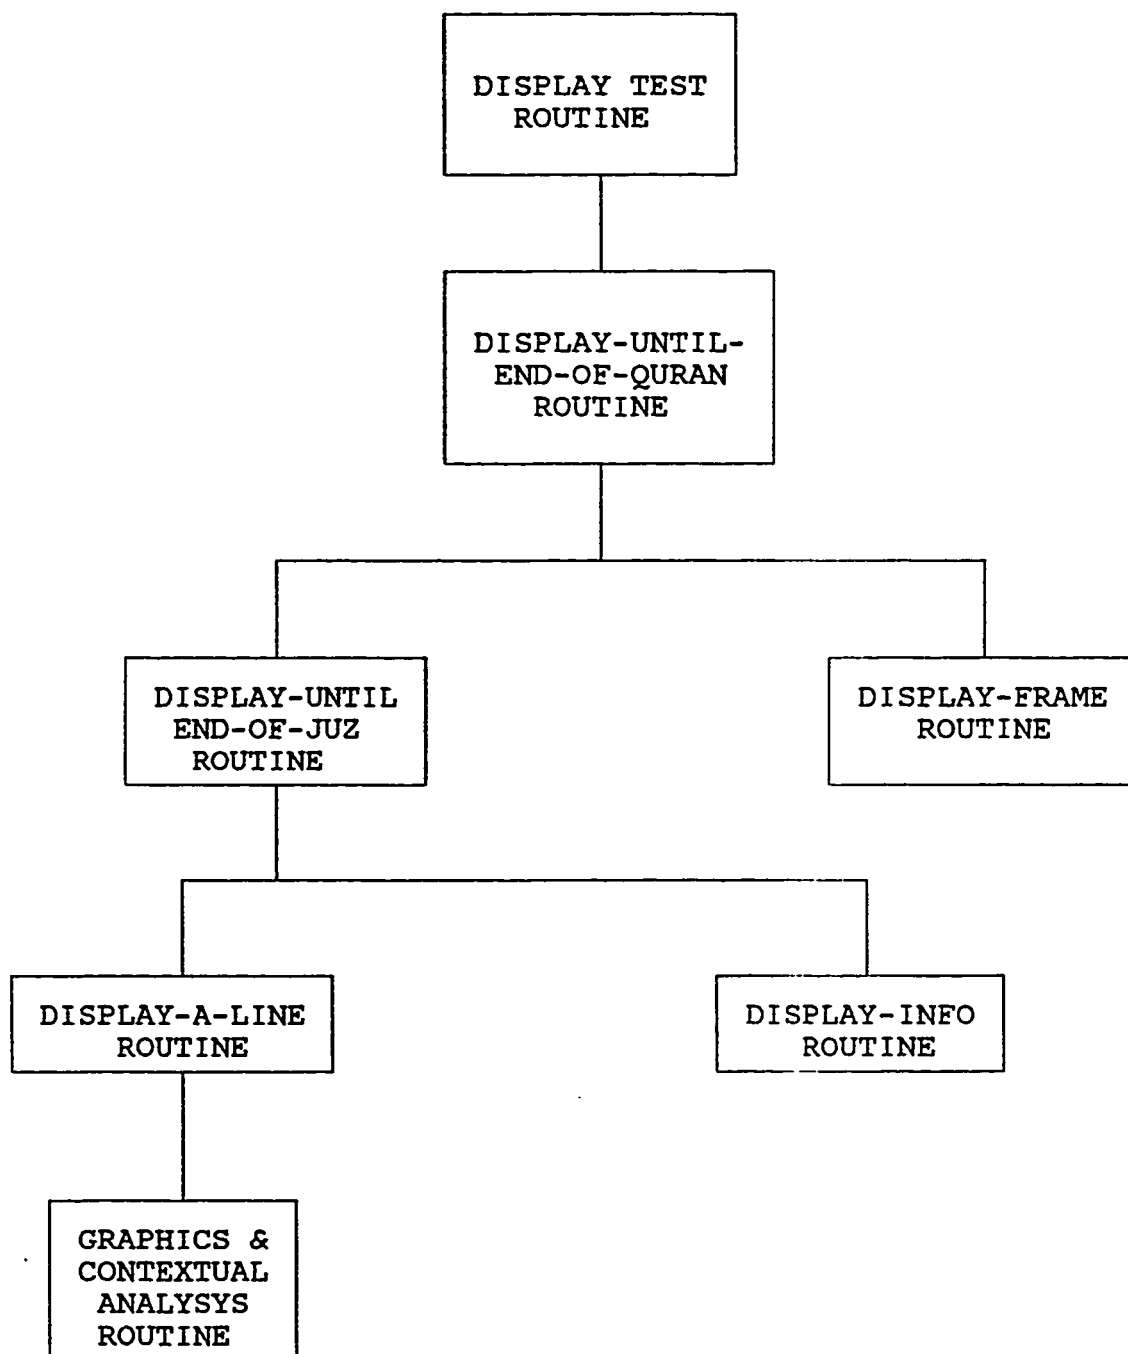 DISPLAY TEST
ROUTINE
DISPLAY-UNTIL-
END-OF-QURAN
ROUTINE
DISPLAY-UNTIL
END-OF-JUZ
ROUTINE
DISPLAY-FRAME
ROUTINE
DISPLAY-A-LINE
ROUTINE
DISPLAY-INFO
ROUTINE
GRAPHICS &
CONTEXTUAL
ANALYSYS
ROUTINE